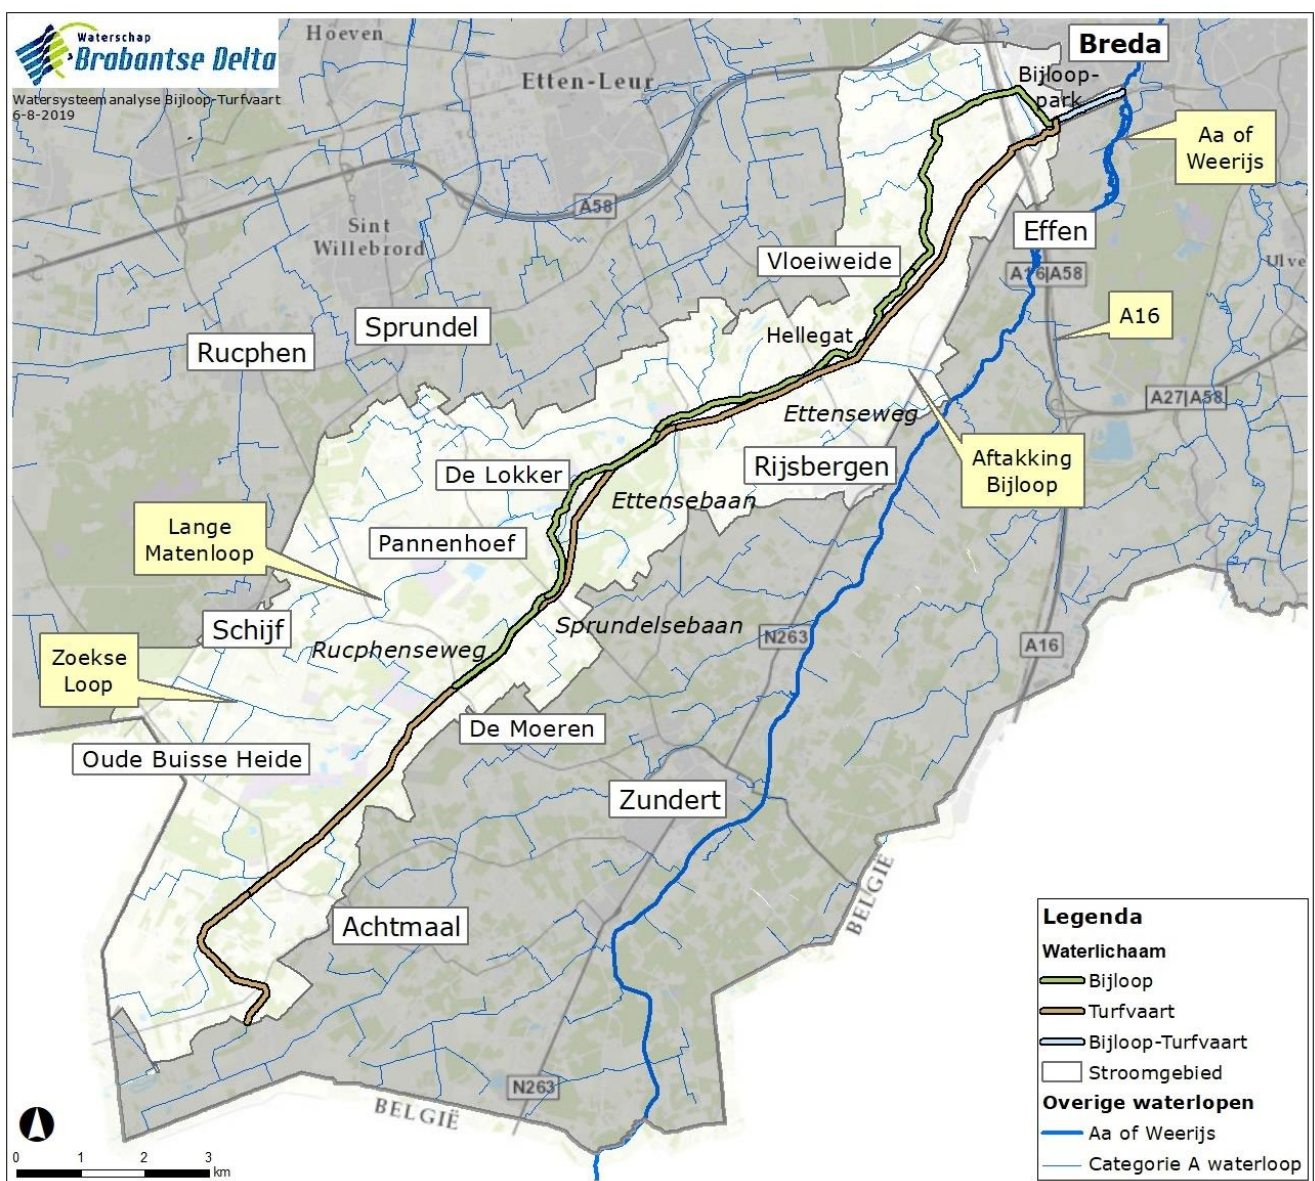 Waterschap
Brabantse Delta
Watersysteemanalyse Bijloop-Turfvaart
6-8-2019
Hoeven
Etten-Leur
Breda
Bijloop-
park
Aa of
Weerijs
A58
Sint
Willebrord
Effen
Vloeiweide
A16|A58
Ulve
A16
Sprundel
Rucphen
Hellegat
A27|A58
Ettenseweg
Rijsbergen
Aftakking
Bijloop
De Lokker
Ettensebaan
Lange
Matenloop
Pannenhoef
Schijf
Sprundelsebaan
Rucphenseweg
N263
A16
Zoekse
Loop
De Moeren
Oude Buisse Heide
Zundert
BELGIË
Achtmaal
N263
BELGIË
Legenda
Waterlichaam
Bijloop
Turfvaart
Bijloop-Turfvaart
Stroomgebied
Overige waterlopen
Aa of Weerijs
Categorie A waterloop
0 1 2 3
km